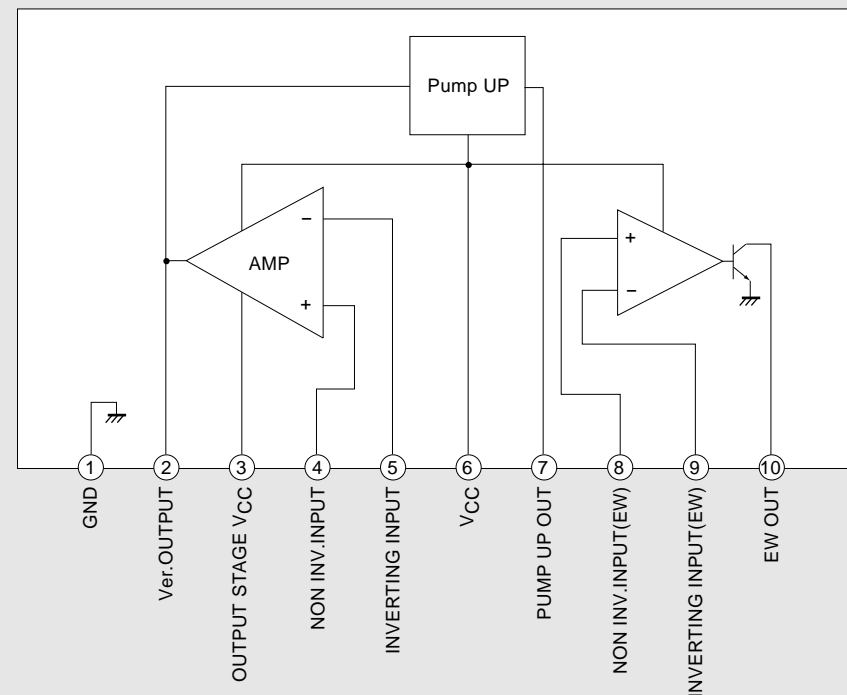 Pump UP
AMP
−
+
+
−
1
2
3
4
5
6
7
8
9
10
GND
Ver.OUTPUT
OUTPUT STAGE VCC
NON INV.INPUT
INVERTING INPUT
VCC
PUMP UP OUT
NON INV.INPUT(EW)
INVERTING INPUT(EW)
EW OUT